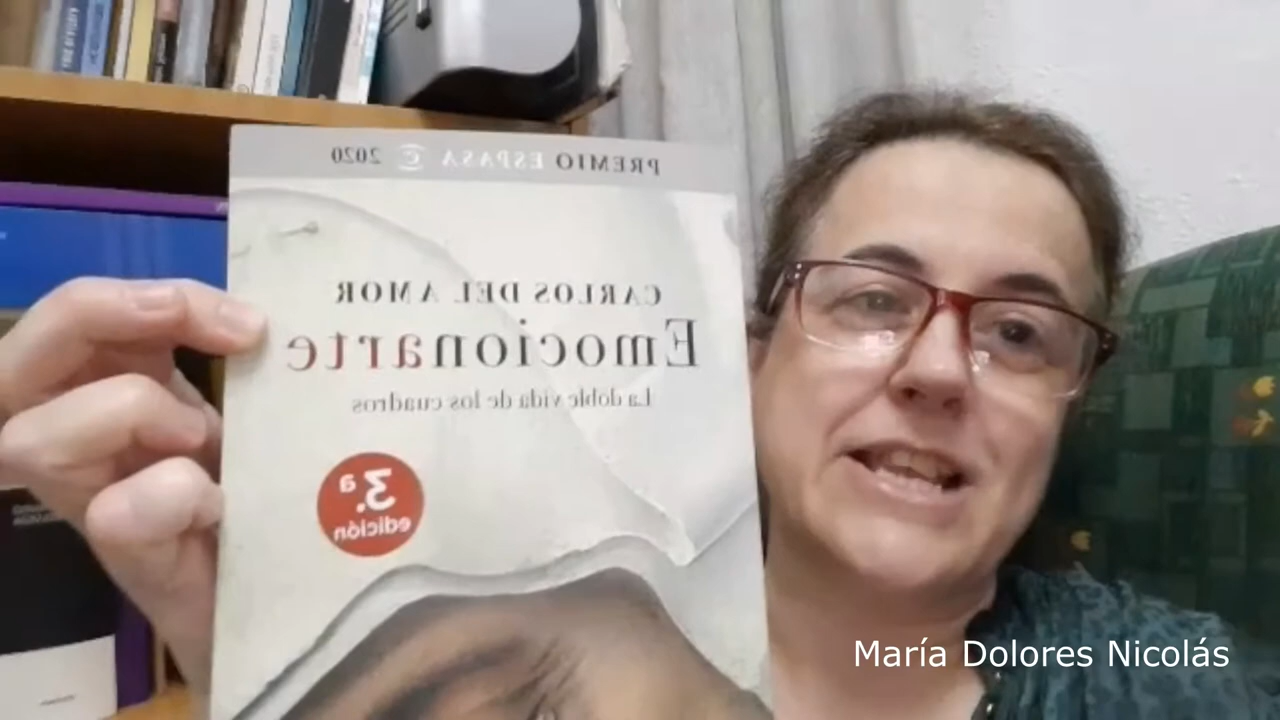 PREMIO ESPASA 2020
CARLOS DEL AMOR
Emocionarte
La doble vida de los cuadros
3.ª
edición
María Dolores Nicolás